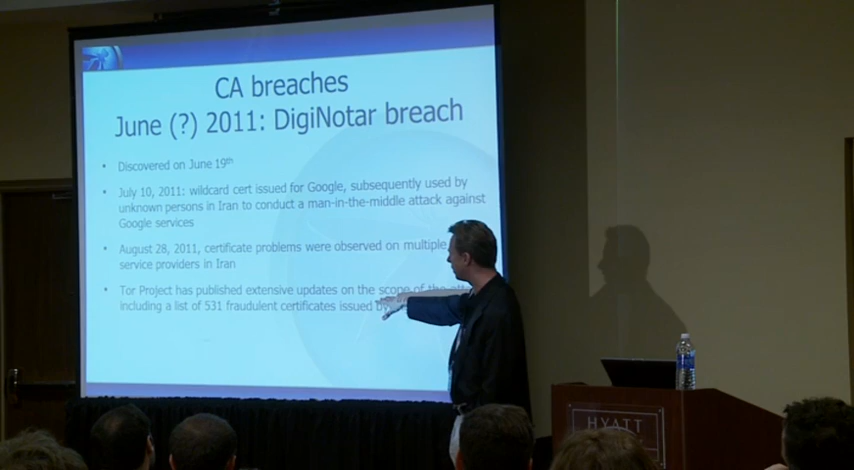 CA breaches
June (?) 2011: DigiNotar breach
• Discovered on June 19th
• July 10, 2011: wildcard cert issued for Google, subsequently used by
unknown persons in Iran to conduct a man-in-the-middle attack against
Google services
• August 28, 2011, certificate problems were observed on multiple
service providers in Iran
• Tor Project has published extensive updates on the scope of the
including a list of 531 fraudulent certificates issued
HYATT